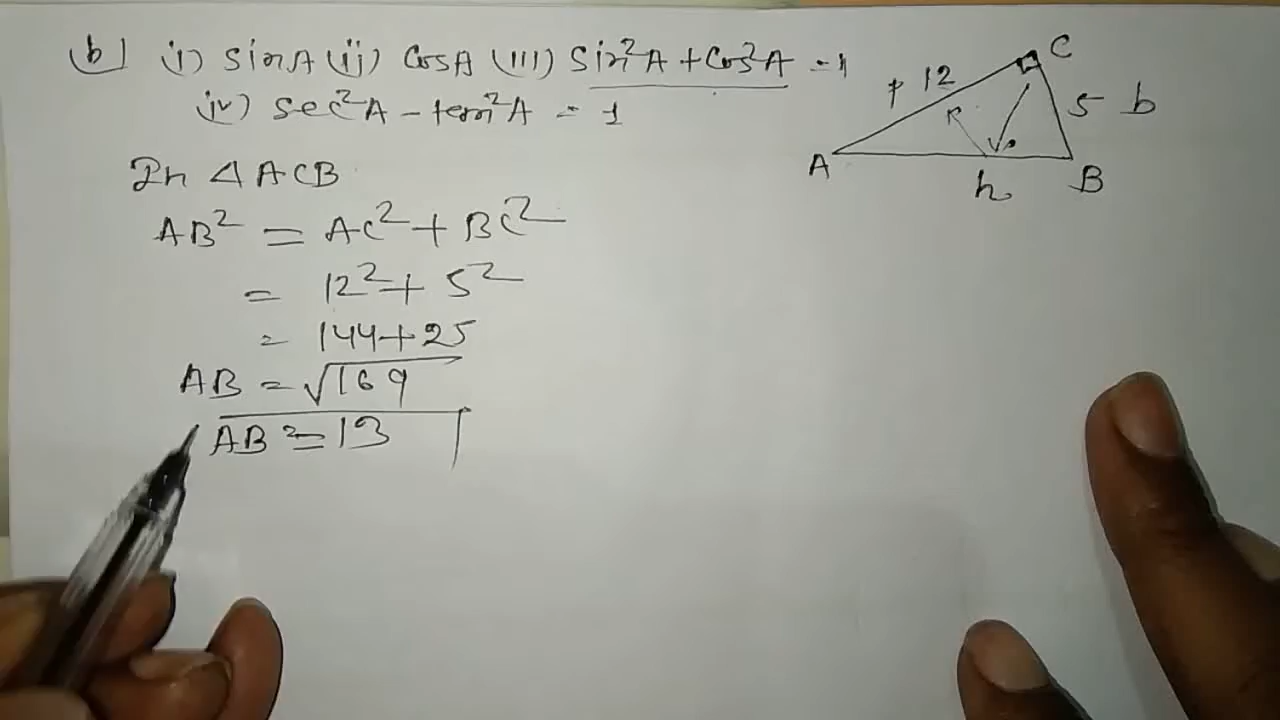 (b) (i) sinA (ii) CosA (iii) Sin²A + Cos²A = 1
(iv) sec²A - tan²A = 1
In △ ACB
AB² = AC² + BC²
= 12² + 5²
= 144 + 25
AB = √169
AB = 13
C
p 12
5 b
A
h
B